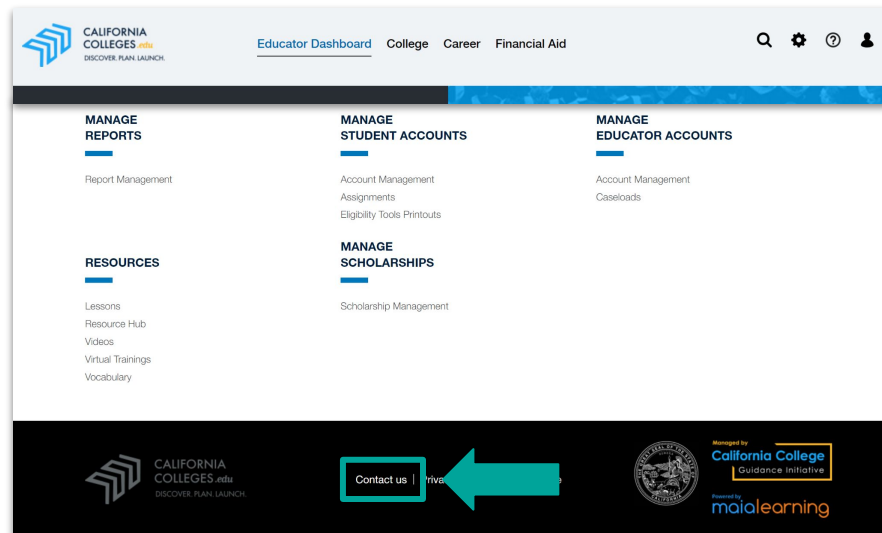 CALIFORNIA
COLLEGES.edu
DISCOVER. PLAN. LAUNCH.
Educator Dashboard College Career Financial Aid
MANAGE
REPORTS
Report Management
MANAGE
STUDENT ACCOUNTS
Account Management
Assignments
Eligibility Tools Printouts
MANAGE
EDUCATOR ACCOUNTS
Account Management
Caseloads
RESOURCES
Lessons
Resource Hub
Videos
Virtual Trainings
Vocabulary
MANAGE
SCHOLARSHIPS
Scholarship Management
CALIFORNIA
COLLEGES.edu
DISCOVER. PLAN. LAUNCH.
Contact us |
Managed by
California College
Guidance Initiative
Powered by
maialearning